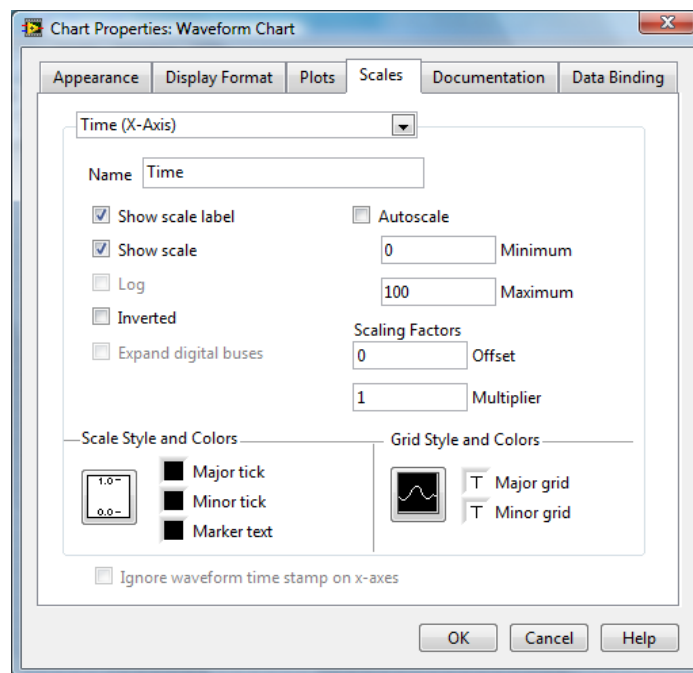 Chart Properties: Waveform Chart
Appearance Display Format Plots Scales Documentation Data Binding
Time (X-Axis)
Name Time
Show scale label Autoscale
Show scale 0 Minimum
Log 100 Maximum
Inverted
Scaling Factors
Expand digital buses 0 Offset
1 Multiplier
Scale Style and Colors Grid Style and Colors
1.0 Major tick T Major grid
Minor tick T Minor grid
0.0 Marker text
Ignore waveform time stamp on x-axes
OK Cancel Help